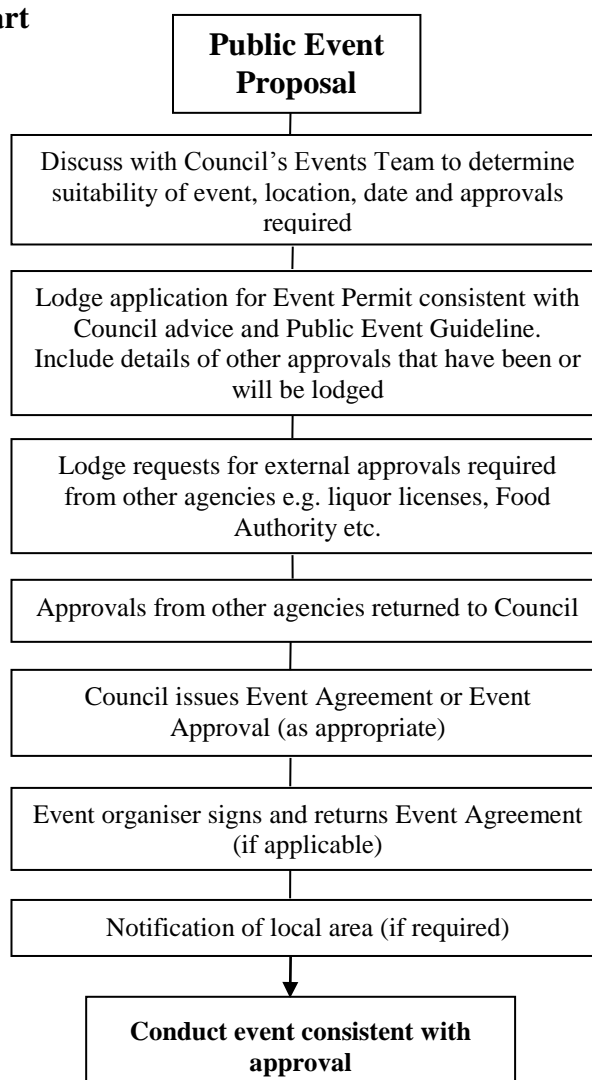 art
Public Event
Proposal
Discuss with Council’s Events Team to determine
suitability of event, location, date and approvals
required
Lodge application for Event Permit consistent with
Council advice and Public Event Guideline.
Include details of other approvals that have been or
will be lodged
Lodge requests for external approvals required
from other agencies e.g. liquor licenses, Food
Authority etc.
Approvals from other agencies returned to Council
Council issues Event Agreement or Event
Approval (as appropriate)
Event organiser signs and returns Event Agreement
(if applicable)
Notification of local area (if required)
Conduct event consistent with
approval